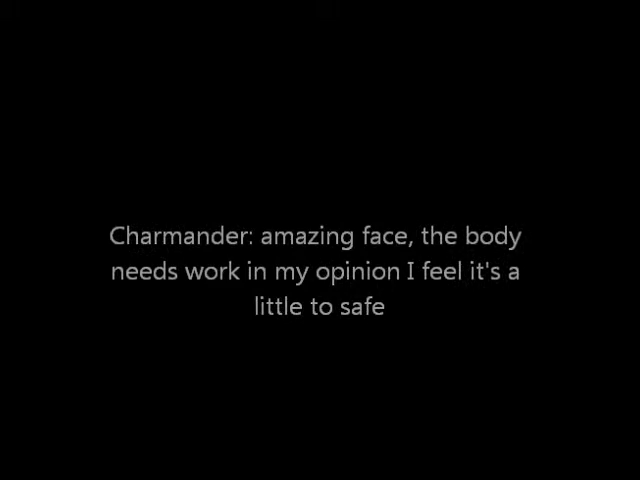 Charmander: amazing face, the body
needs work in my opinion I feel it's a
little to safe